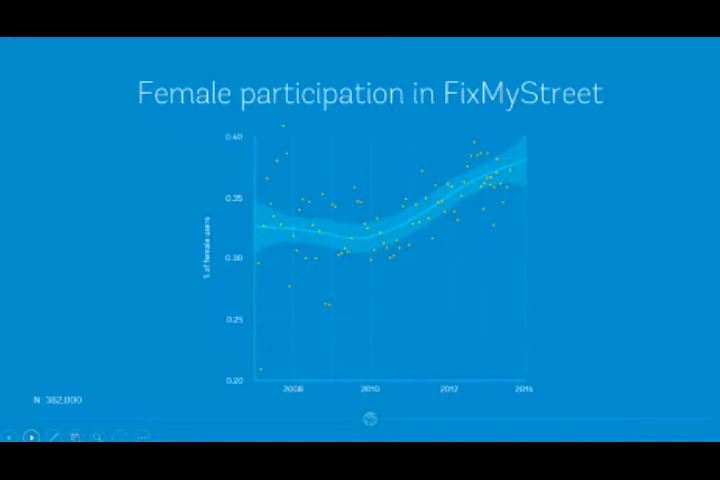 Female participation in FixMyStreet
0.40
0.35
% of female users
0.30
0.25
0.20
2008 2010 2012 2014
N: 382,000